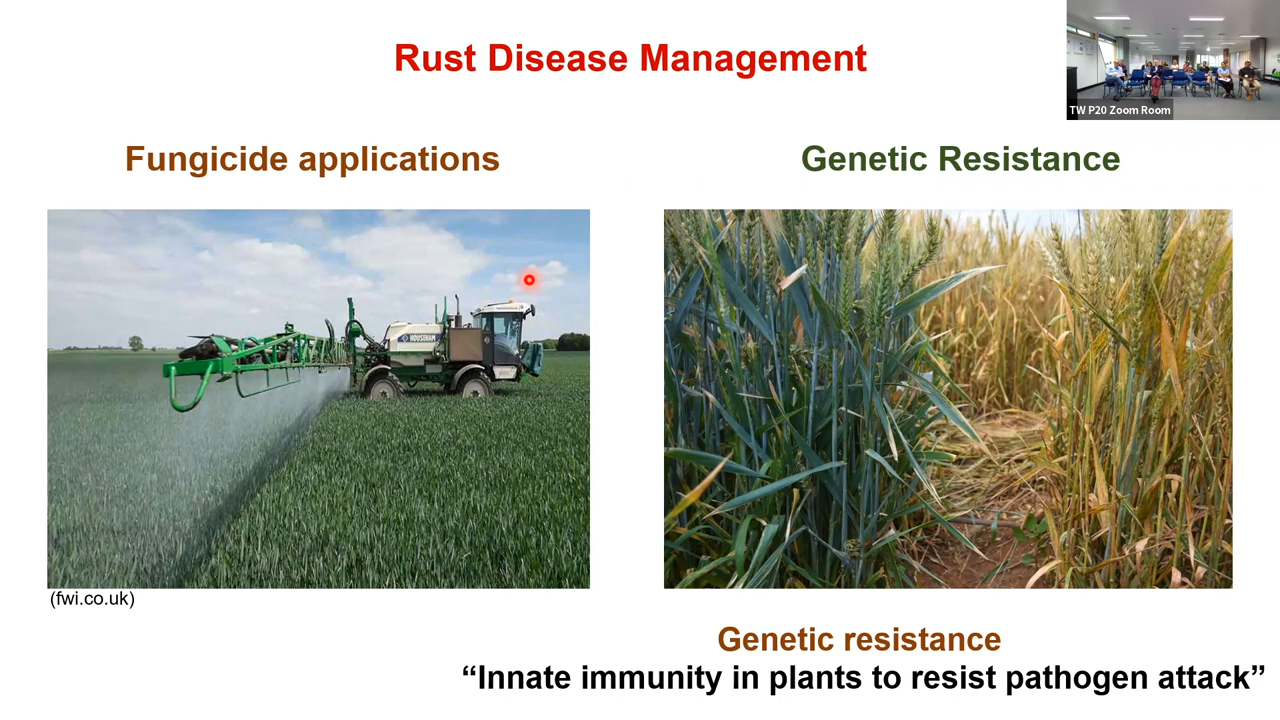 Rust Disease Management
TW P20 Zoom Room
Fungicide applications
Genetic Resistance
HOUSEHAM
(fwi.co.uk)
Genetic resistance
“Innate immunity in plants to resist pathogen attack”